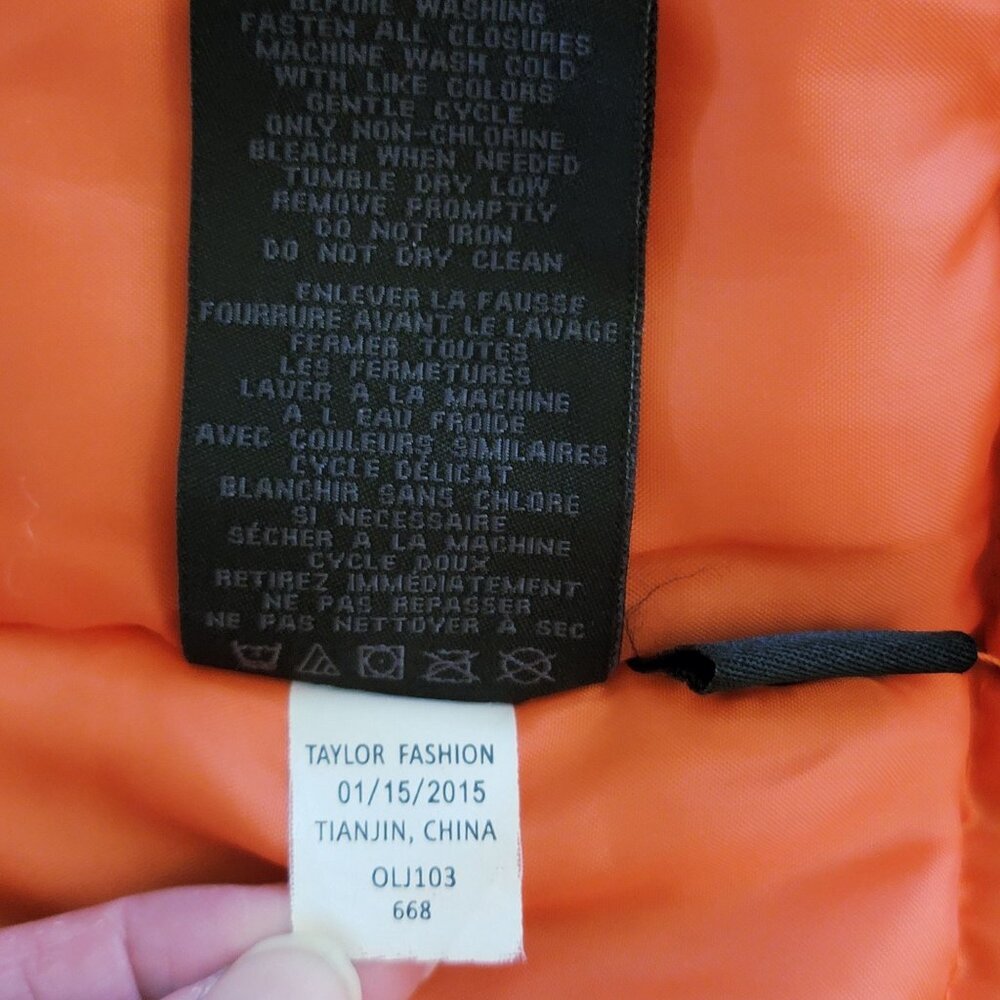 BEFORE WASHING
FASTEN ALL CLOSURES
MACHINE WASH COLD
WITH LIKE COLORS
GENTLE CYCLE
ONLY NON-CHLORINE
BLEACH WHEN NEEDED
TUMBLE DRY LOW
REMOVE PROMPTLY
DO NOT IRON
DO NOT DRY CLEAN
ENLEVER LA FAUSSE
FOURRURE AVANT LE LAVAGE
FERMER TOUTES
LES FERMETURES
LAVER À LA MACHINE
A L EAU FROIDE
AVEC COULEURS SIMILAIRES
CYCLE DÉLICAT
BLANCHIR SANS CHLORE
SI NECESSAIRE
SÉCHER A LA MACHINE
CYCLE DOUX
RETIREZ IMMÉDIATEMENT
NE PAS REPASSER
NE PAS NETTOYER À SEC
TAYLOR FASHION
01/15/2015
TIANJIN, CHINA
OLJ103
668